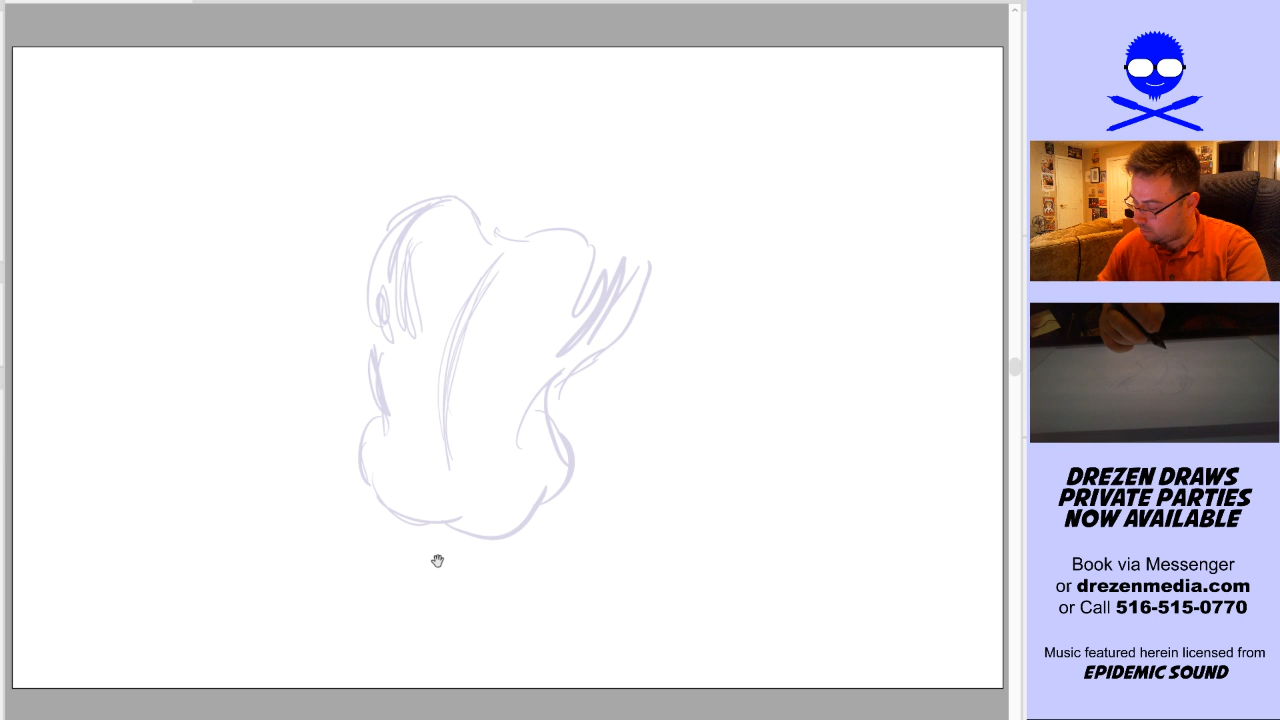 DREZEN DRAWS
PRIVATE PARTIES
NOW AVAILABLE
Book via Messenger
or drezenmedia.com
or Call 516-515-0770
Music featured herein licensed from
EPIDEMIC SOUND